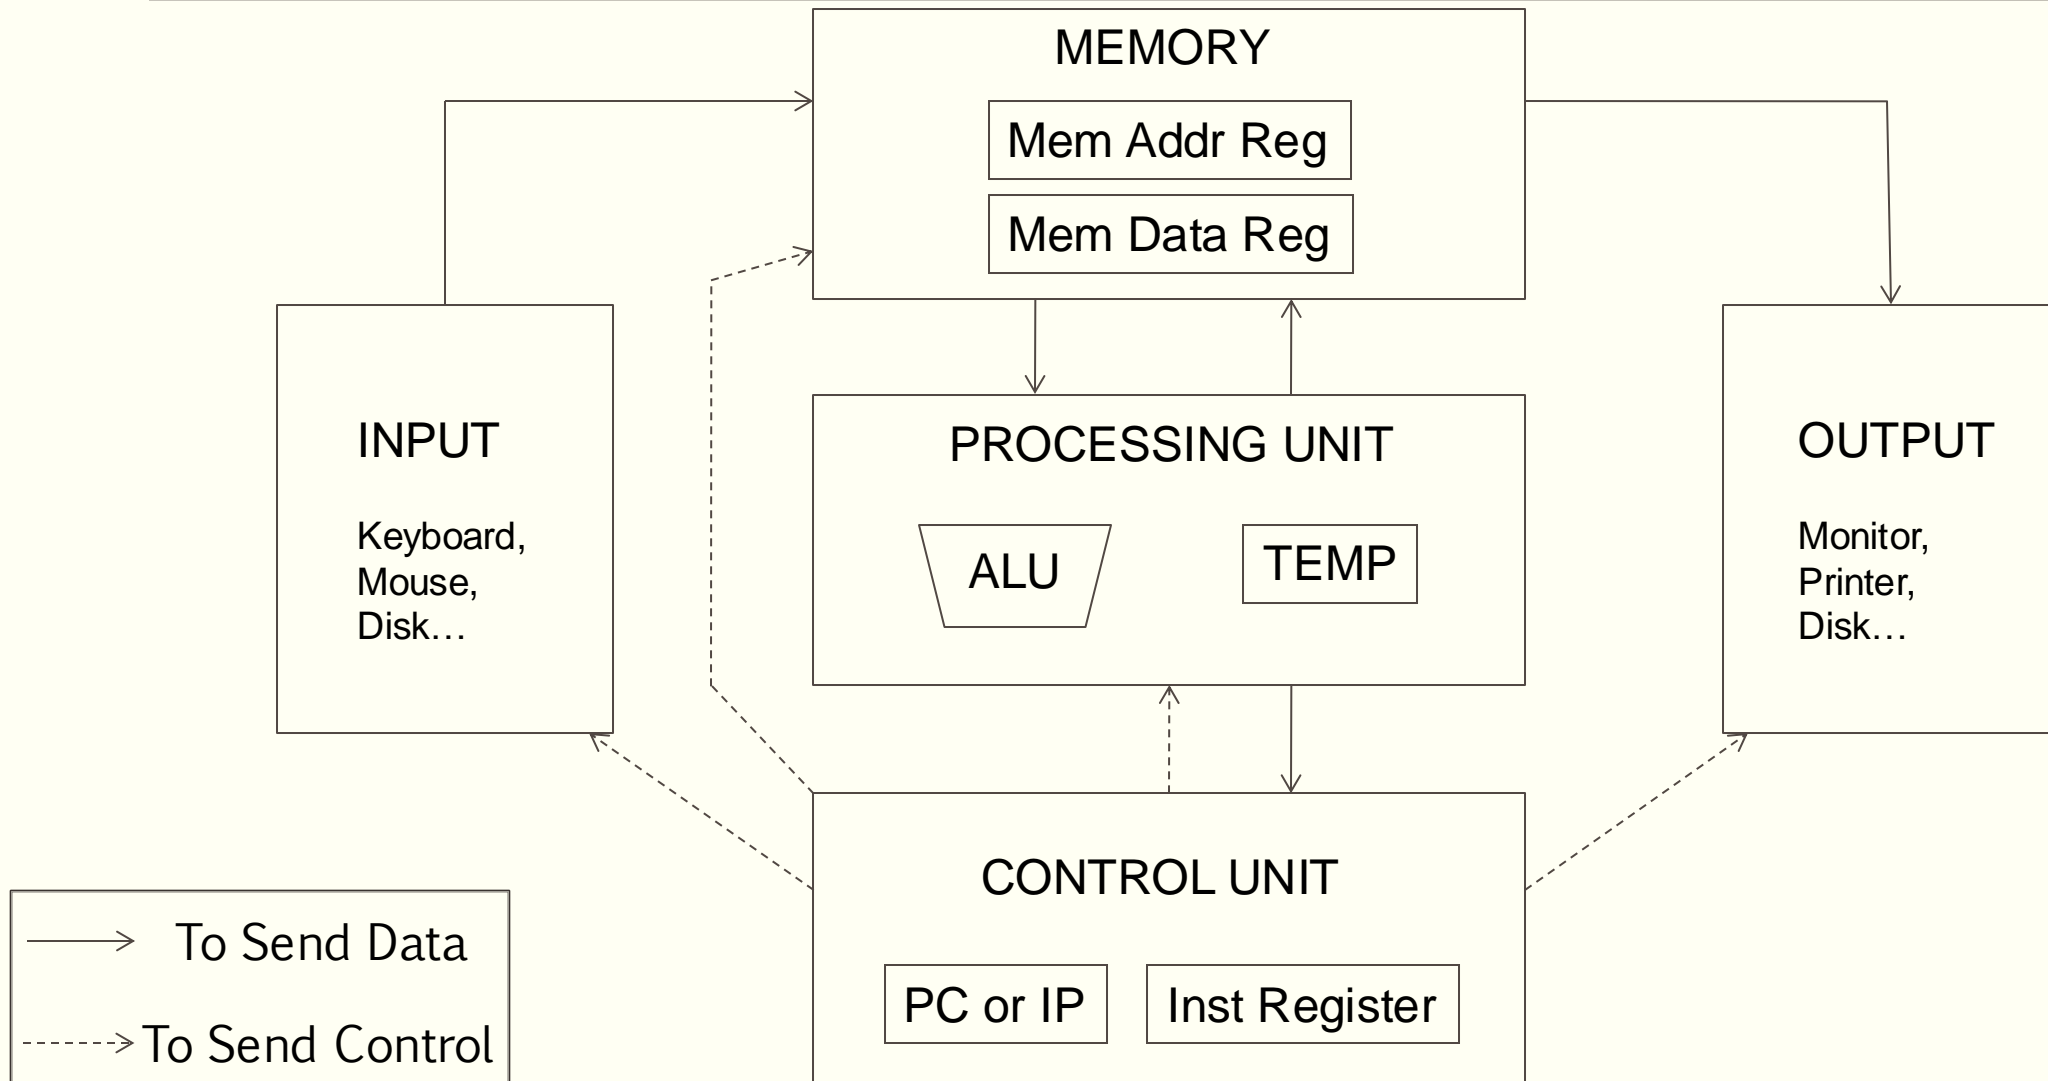 MEMORY
Mem Addr Reg
Mem Data Reg
INPUT
Keyboard,
Mouse,
Disk…
PROCESSING UNIT
ALU
TEMP
OUTPUT
Monitor,
Printer,
Disk…
CONTROL UNIT
PC or IP
Inst Register
To Send Data
To Send Control